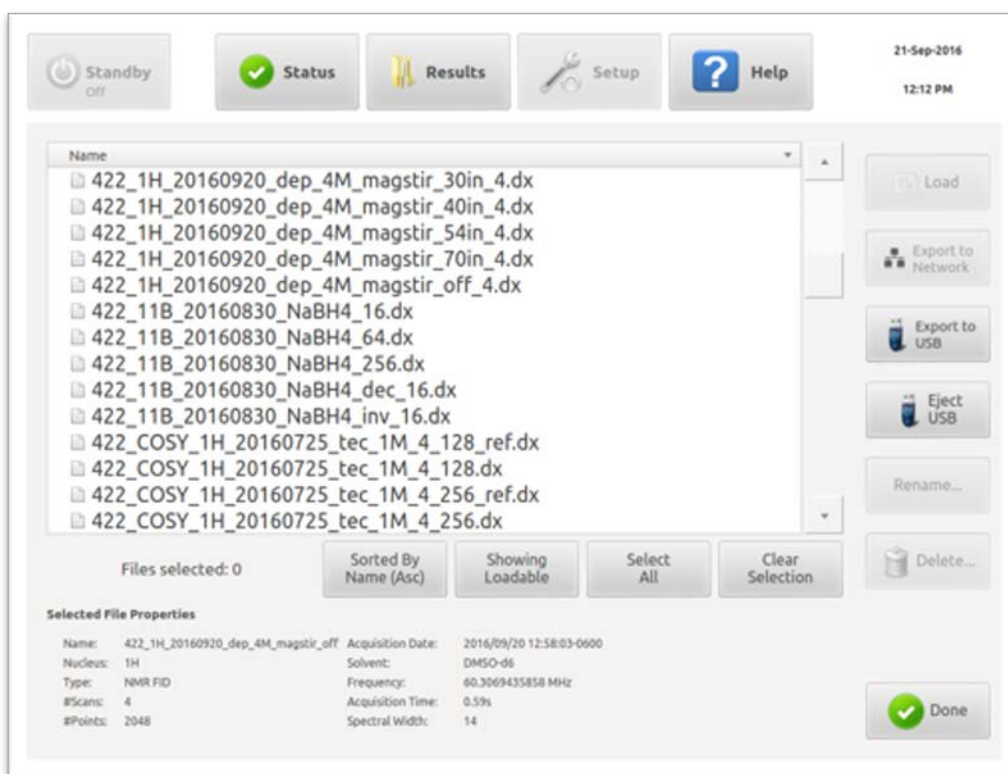 Standby
Off
Status
Results
Setup
?
Help
21-Sep-2016
12:12 PM
Name
422_1H_20160920_dep_4M_magstir_30in_4.dx
422_1H_20160920_dep_4M_magstir_40in_4.dx
422_1H_20160920_dep_4M_magstir_54in_4.dx
422_1H_20160920_dep_4M_magstir_70in_4.dx
422_1H_20160920_dep_4M_magstir_off_4.dx
422_11B_20160830_NaBH4_16.dx
422_11B_20160830_NaBH4_64.dx
422_11B_20160830_NaBH4_256.dx
422_11B_20160830_NaBH4_dec_16.dx
422_11B_20160830_NaBH4_inv_16.dx
422_COSY_1H_20160725_tec_1M_4_128_ref.dx
422_COSY_1H_20160725_tec_1M_4_128.dx
422_COSY_1H_20160725_tec_1M_4_256_ref.dx
422_COSY_1H_20160725_tec_1M_4_256.dx
Load
Export to
Network
Export to
USB
Eject
USB
Rename...
Delete...
Files selected: 0
Sorted By
Name (Asc)
Showing
Loadable
Select
All
Clear
Selection
Selected File Properties
Name: 422_1H_20160920_dep_4M_magstir_off Acquisition Date: 2016/09/20 12:58:03-0600
Nucleus: 1H Solvent: DMSO-d6
Type: NMR FID Frequency: 60.3069435858 MHz
#Scans: 4 Acquisition Time: 0.59s
#Points: 2048 Spectral Width: 14
Done